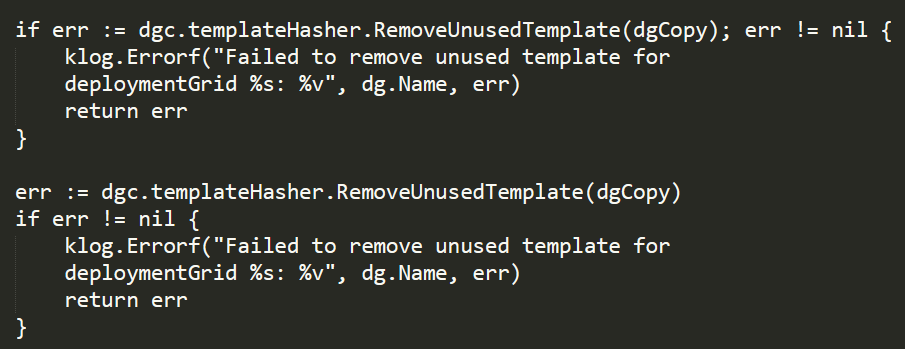 if err := dgc.templateHasher.RemoveUnusedTemplate(dgCopy); err != nil {
    klog.Errorf("Failed to remove unused template for
    deploymentGrid %s: %v", dg.Name, err)
    return err
}

err := dgc.templateHasher.RemoveUnusedTemplate(dgCopy)
if err != nil {
    klog.Errorf("Failed to remove unused template for
    deploymentGrid %s: %v", dg.Name, err)
    return err
}